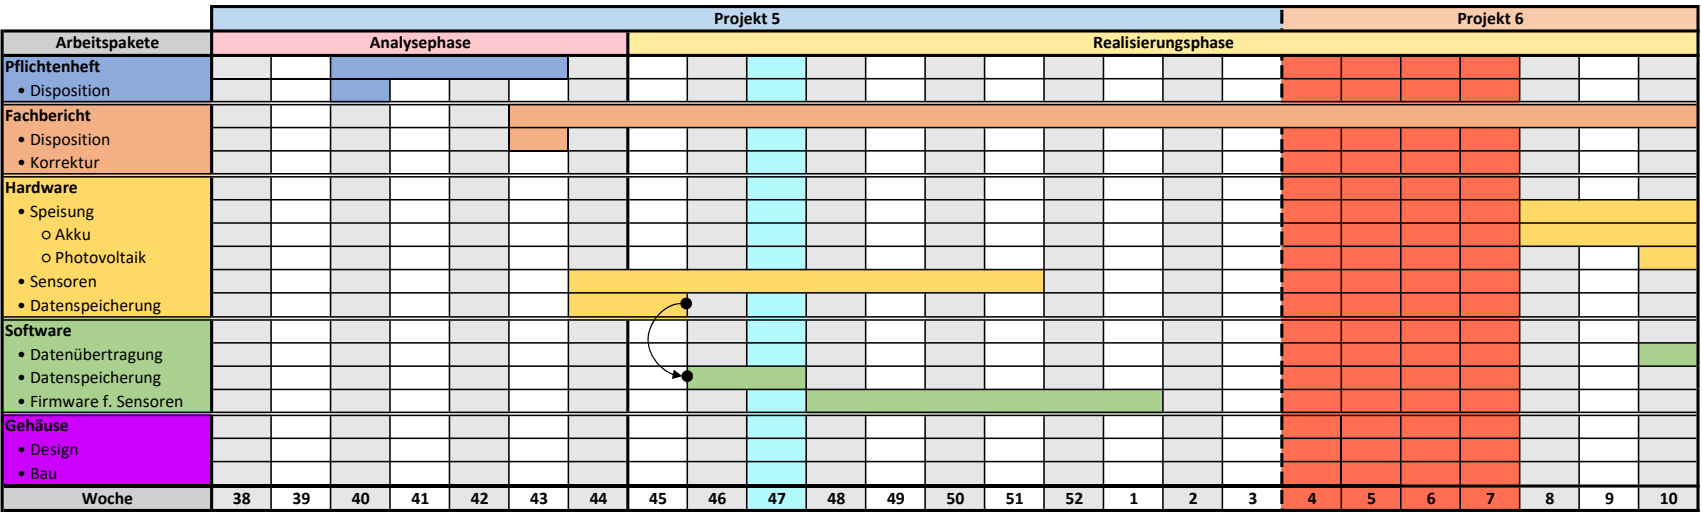 Projekt 5 Projekt 6
Arbeitspakete Analysephase Realisierungsphase
Pflichtenheft
• Disposition
Fachbericht
• Disposition
• Korrektur
Hardware
• Speisung
○ Akku
○ Photovoltaik
• Sensoren
• Datenspeicherung
Software
• Datenübertragung
• Datenspeicherung
• Firmware f. Sensoren
Gehäuse
• Design
• Bau
Woche 38 39 40 41 42 43 44 45 46 47 48 49 50 51 52 1 2 3 4 5 6 7 8 9 10